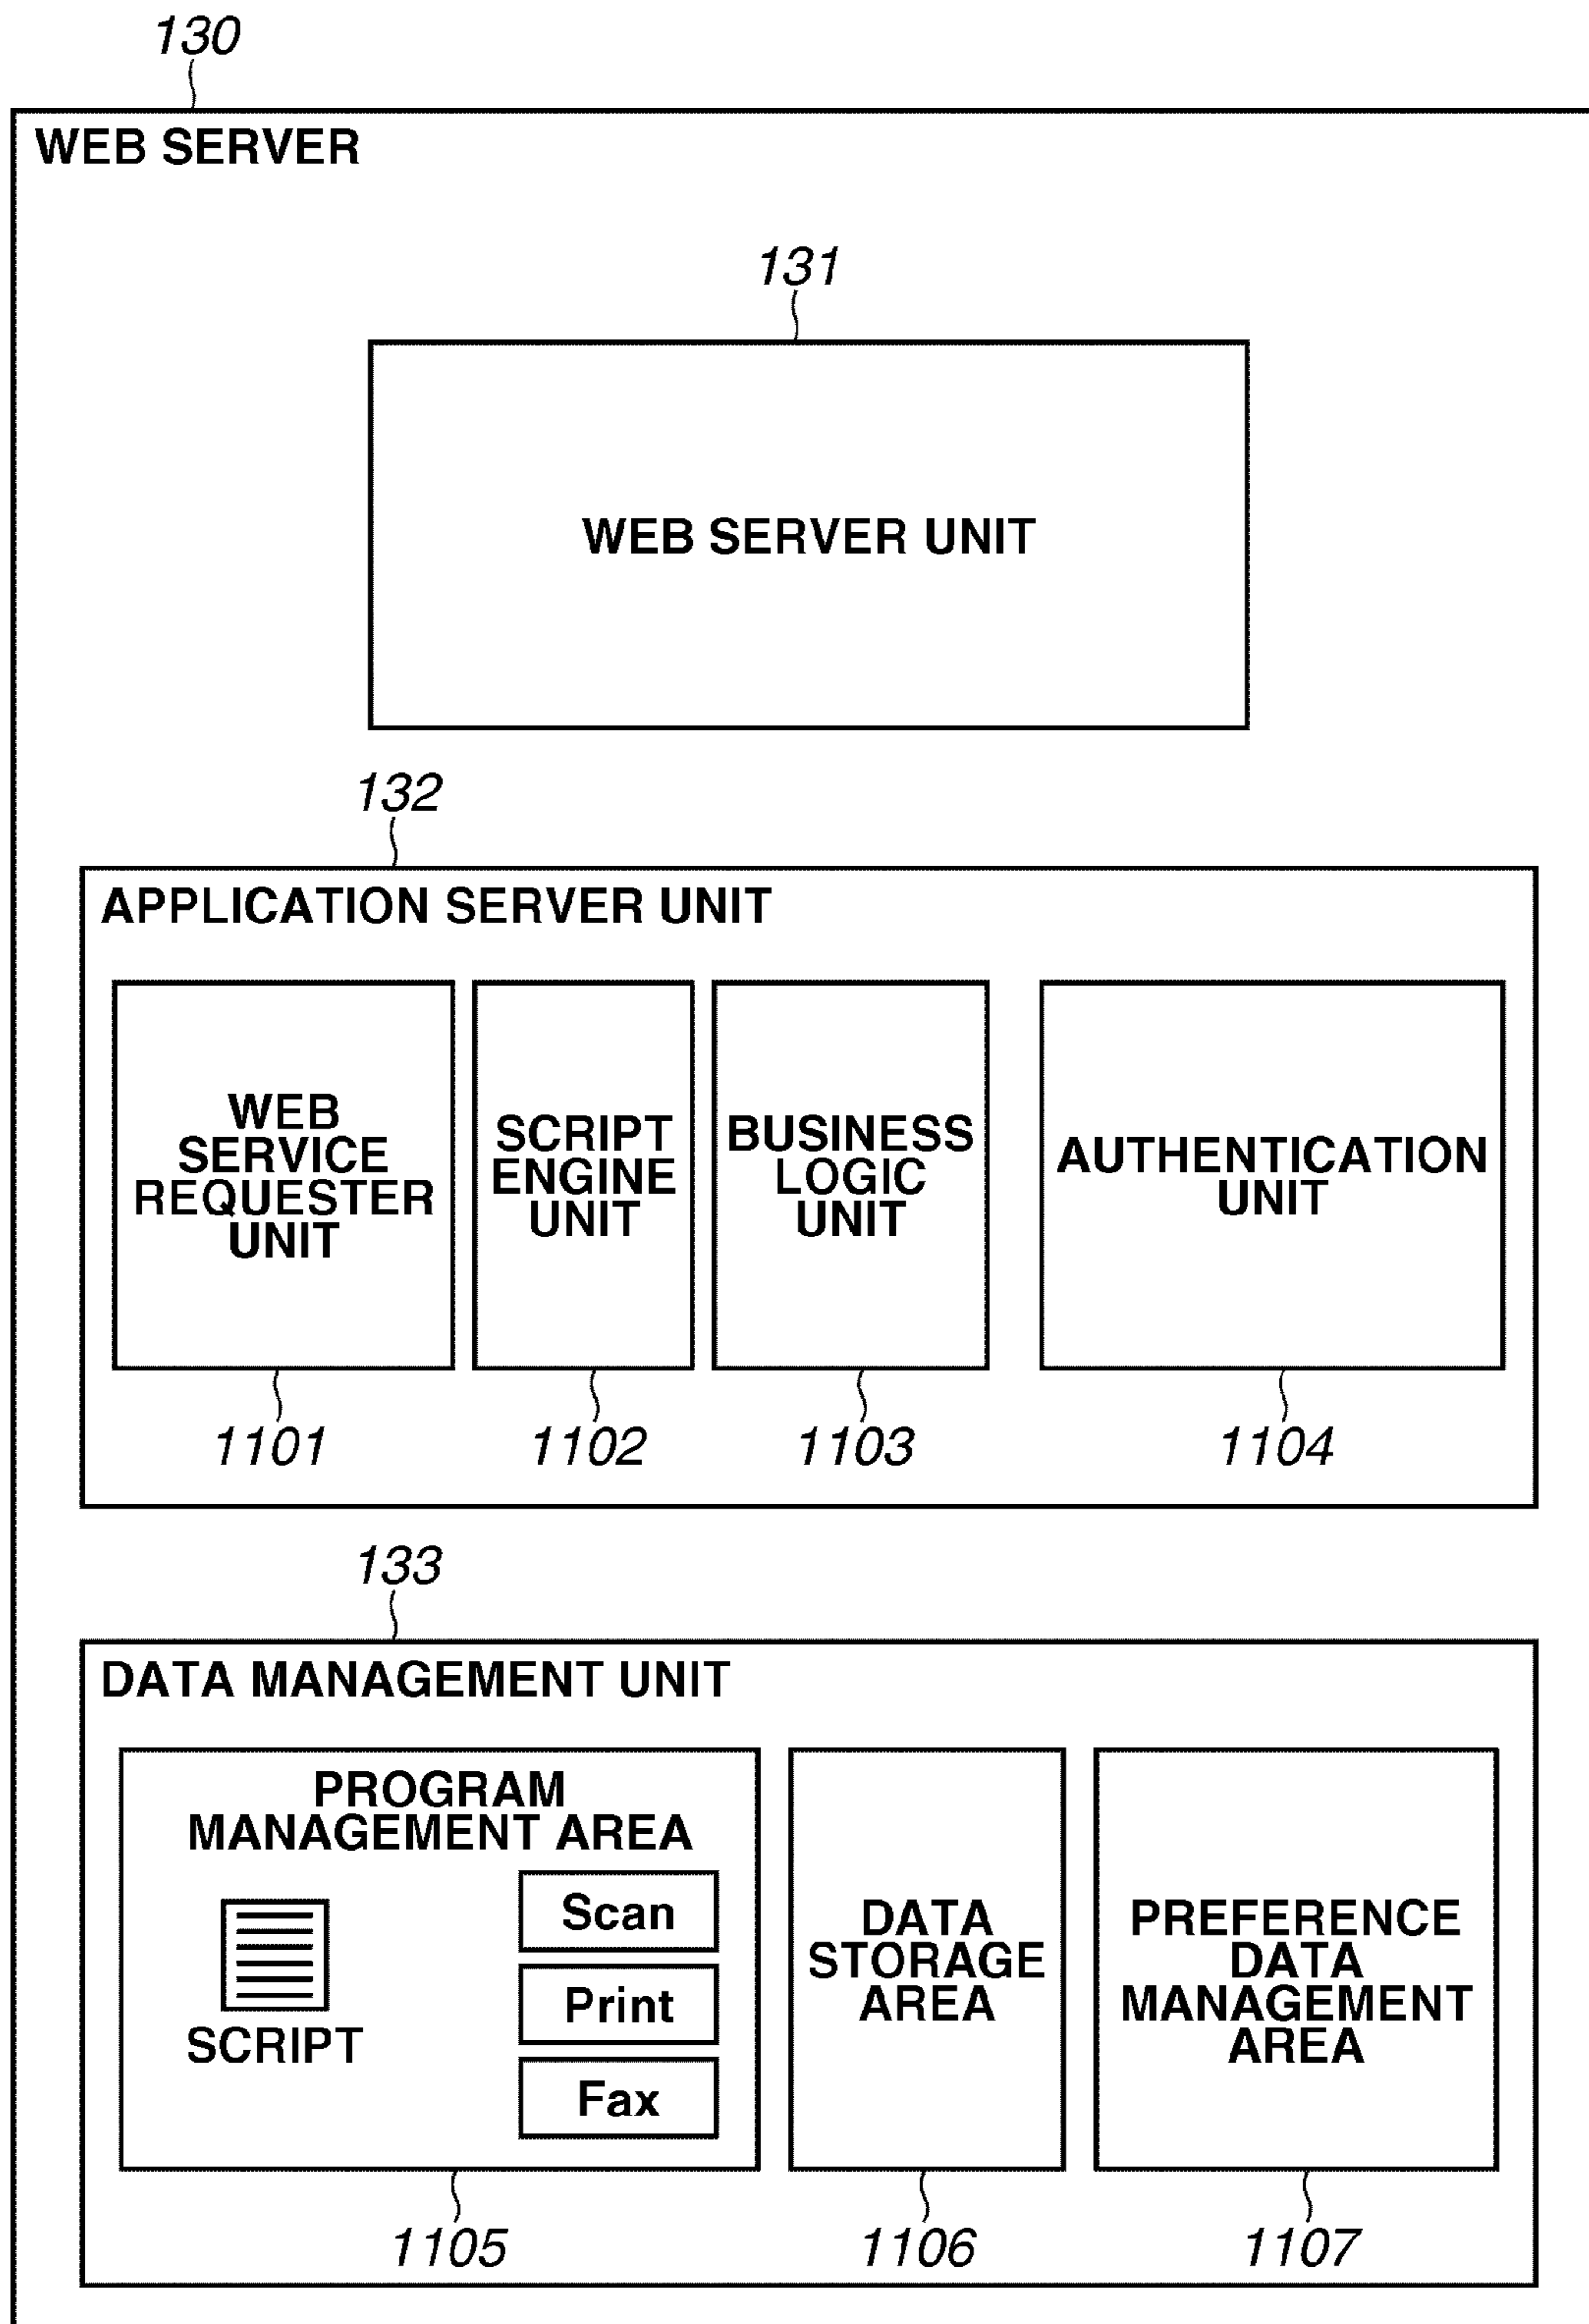 130
WEB SERVER
131
WEB SERVER UNIT
132
APPLICATION SERVER UNIT
WEB
SERVICE
REQUESTER
UNIT
SCRIPT
ENGINE
UNIT
BUSINESS
LOGIC
UNIT
AUTHENTICATION
UNIT
1101
1102
1103
1104
133
DATA MANAGEMENT UNIT
PROGRAM
MANAGEMENT AREA
SCRIPT
Scan
Print
Fax
DATA
STORAGE
AREA
PREFERENCE
DATA
MANAGEMENT
AREA
1105
1106
1107